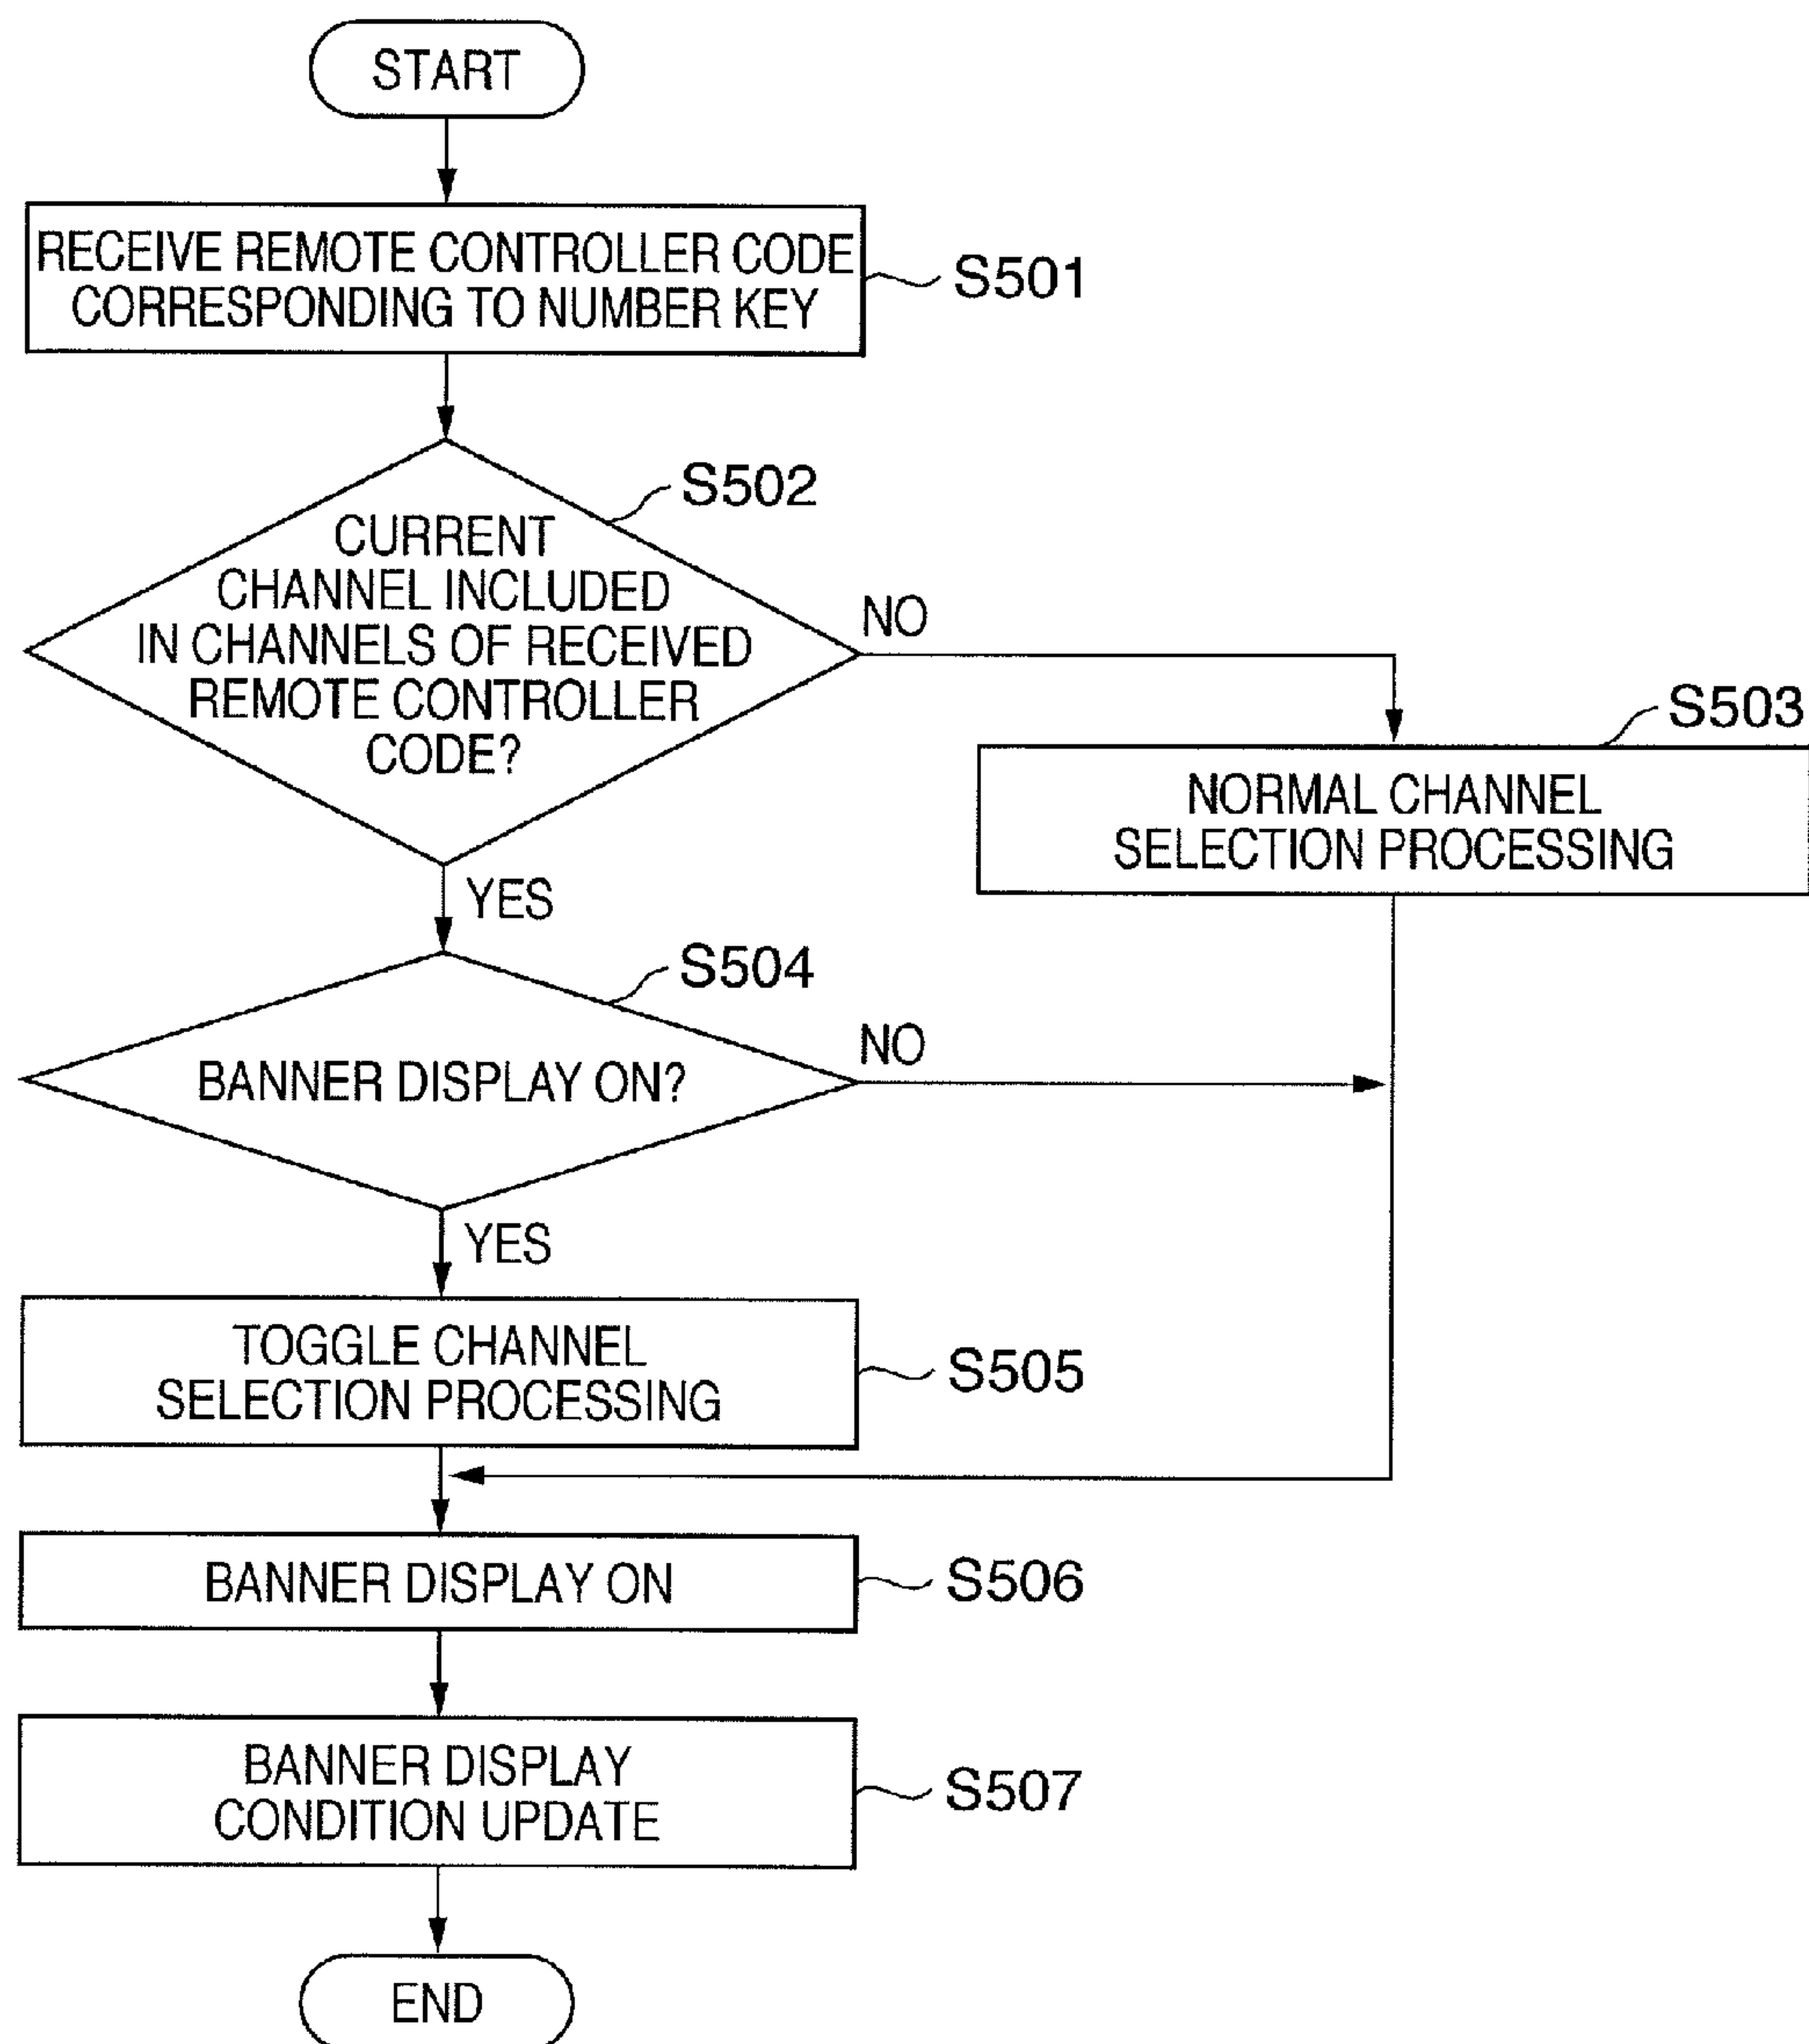 START
RECEIVE REMOTE CONTROLLER CODE
CORRESPONDING TO NUMBER KEY
S501
S502
CURRENT
CHANNEL INCLUDED
IN CHANNELS OF RECEIVED
REMOTE CONTROLLER
CODE?
NO
S503
NORMAL CHANNEL
SELECTION PROCESSING
YES
S504
BANNER DISPLAY ON?
NO
YES
TOGGLE CHANNEL
SELECTION PROCESSING
S505
BANNER DISPLAY ON
S506
BANNER DISPLAY
CONDITION UPDATE
S507
END